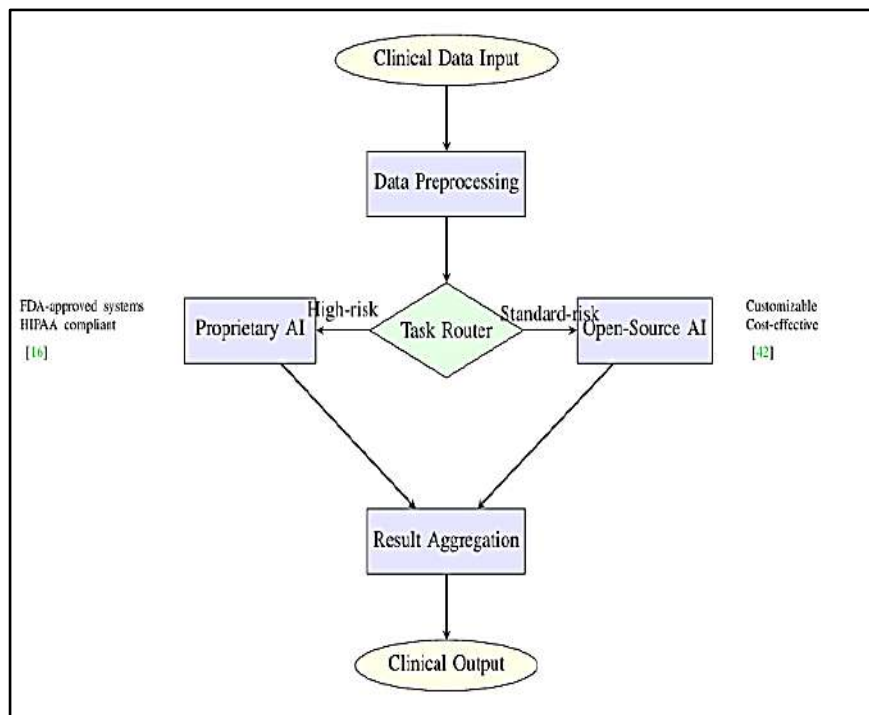 Clinical Data Input
Data Preprocessing
FDA-approved systems
HIPAA compliant
[16]
Proprietary AI
High-risk
Task Router
Standard-risk
Open-Source AI
Customizable
Cost-effective
[42]
Result Aggregation
Clinical Output